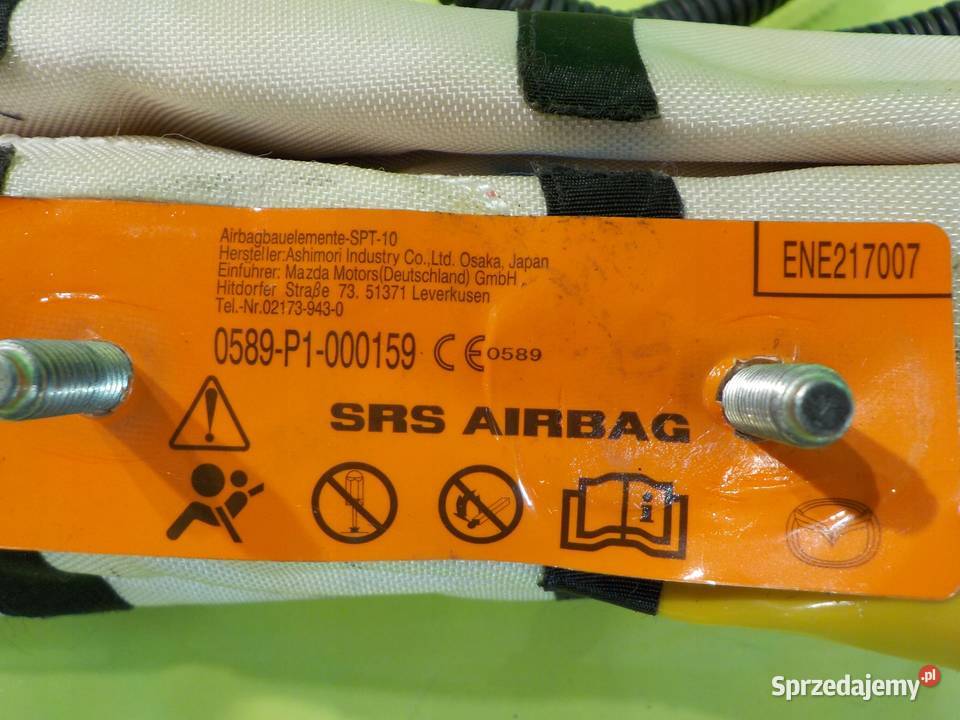 Airbagbauelemente-SPT-10
Hersteller:Ashimori Industry Co.,Ltd. Osaka, Japan
Einfuhrer: Mazda Motors(Deutschland) GmbH
Hitdorfer Straße 73. 51371 Leverkusen
Tel.-Nr.02173-943-0
ENE217007
0589-P1-000159 CE 0589
SRS AIRBAG
i
Sprzedajemy.pl